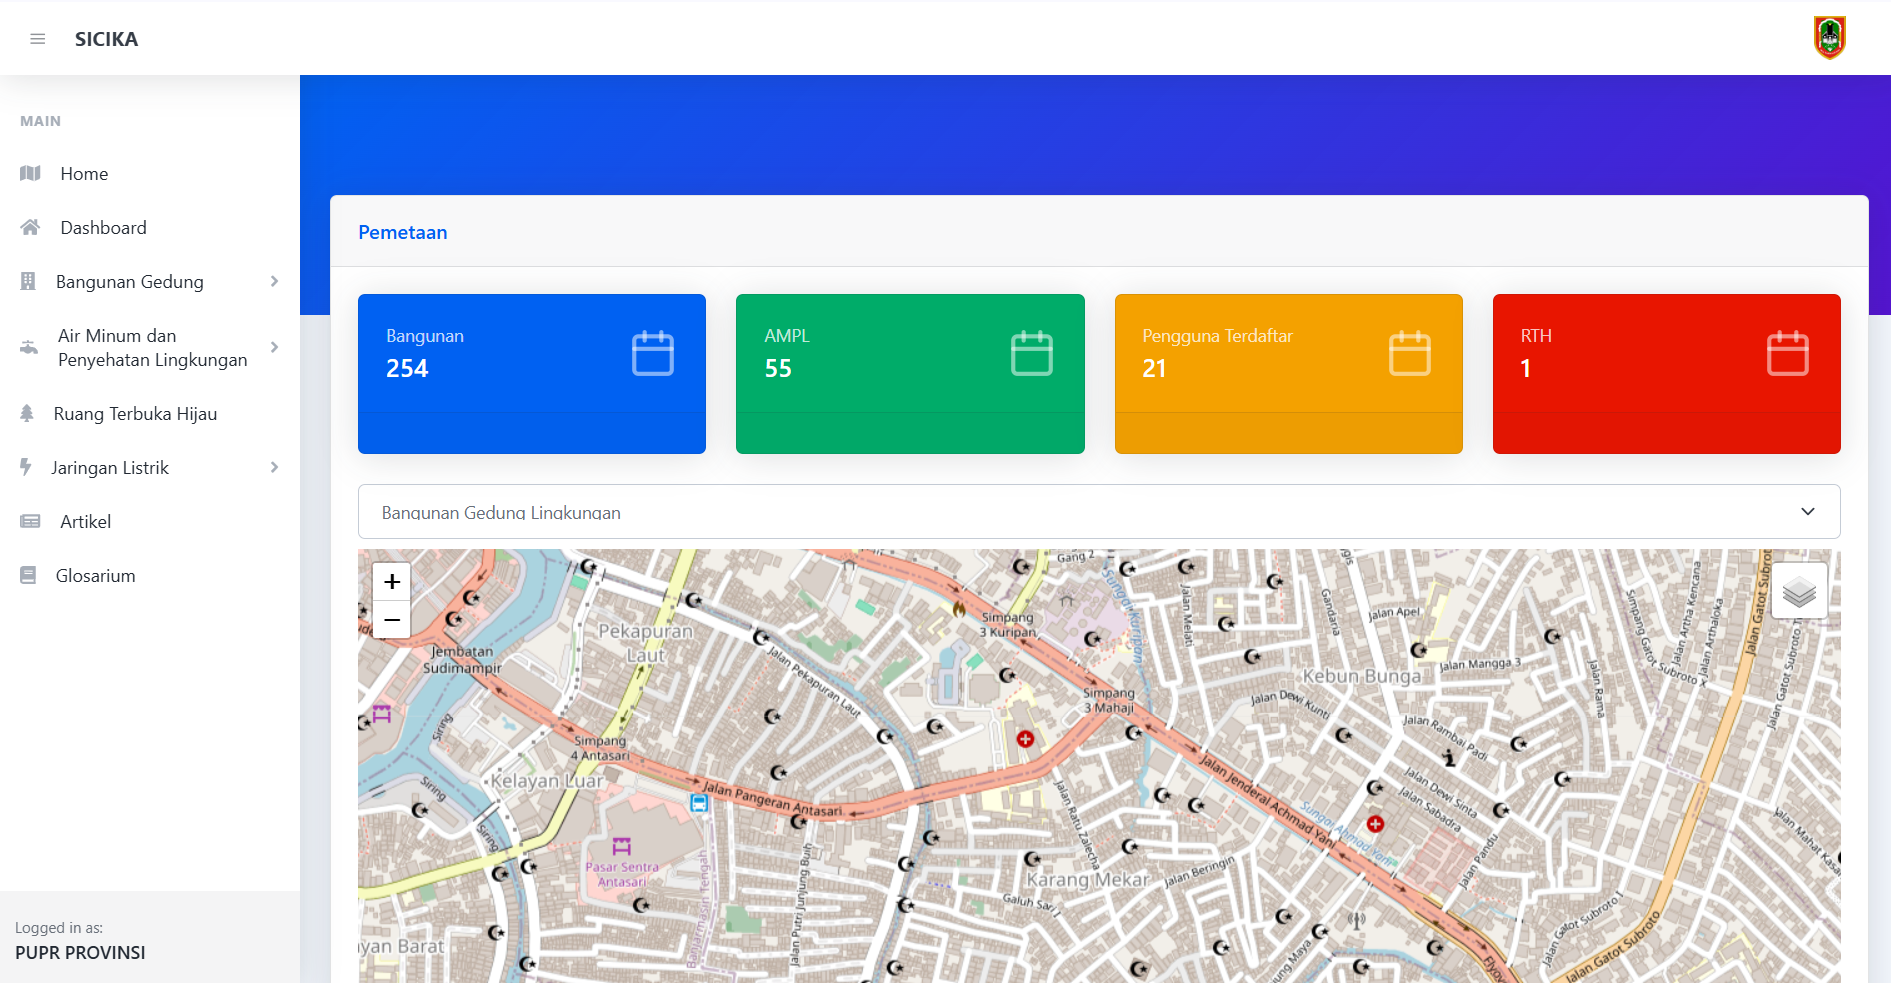 SICIKA
MAIN
Home
Dashboard
Bangunan Gedung
Air Minum dan
Penyehatan Lingkungan
Ruang Terbuka Hijau
Jaringan Listrik
Artikel
Glosarium
Logged in as:
PUPR PROVINSI
Pemetaan
Bangunan
254
AMPL
55
Pengguna Terdaftar
21
RTH
1
Bangunan Gedung Lingkungan
+
−
Gang 2
Simpang
3 Kuripan
Sungai Kuripan
Jalan Melati
Gandaria
Jalan Apel
Jalan Mangga 3
Simpang Gatot Subroto X
Jalan Artha Kencana
Jalan Arthaloka
Jalan Gatot Subroto
Jalan Rama
Pekapuran
Laut
Jembatan
Sudimampir
Jalan Pekapuran Laut
Simpang
3 Mahaji
Kebun Bunga
Jalan Dewi Kunti
Jalan Rambai Padi
Siring
Simpang
4 Antasari
Kelayan Luar
Siring
Siring
Jalan Pangeran Antasari
Jalan Jenderal Achmad Yani
Sungai Ahmad Yani
Jalan Dewi Sinta
Jalan Sabadra
Jalan Pandu
Jalan Ratu Zalecha
Pasar Sentra
Antasari
Banjarmasin Tengah
Jalan Putri Junjung Buih
Karang Mekar
Jalan Beringin
Galuh Sari I
Jalan Gatot Subroto I
Jalan Gatot Subroto
yan Barat